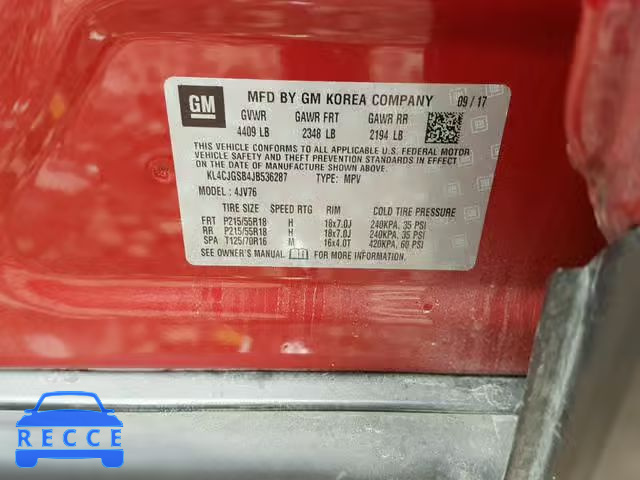 GM
MFD BY GM KOREA COMPANY 09/17
GVWR GAWR FRT GAWR RR
4409 LB 2348 LB 2194 LB
THIS VEHICLE CONFORMS TO ALL APPLICABLE U.S. FEDERAL MOTOR
VEHICLE SAFETY, BUMPER, AND THEFT PREVENTION STANDARDS IN
EFFECT ON THE DATE OF MANUFACTURE SHOWN ABOVE.
KL4CJGSB4JB536287 TYPE: MPV
MODEL: 4JV76
TIRE SIZE SPEED RTG RIM COLD TIRE PRESSURE
FRT P215/55R18 H 18x7.0J 240KPA, 35 PSI
RR P215/55R18 H 18x7.0J 240KPA, 35 PSI
SPA T125/70R16 M 16x4.0T 420KPA, 60 PSI
SEE OWNER'S MANUAL FOR MORE INFORMATION.
RECCE